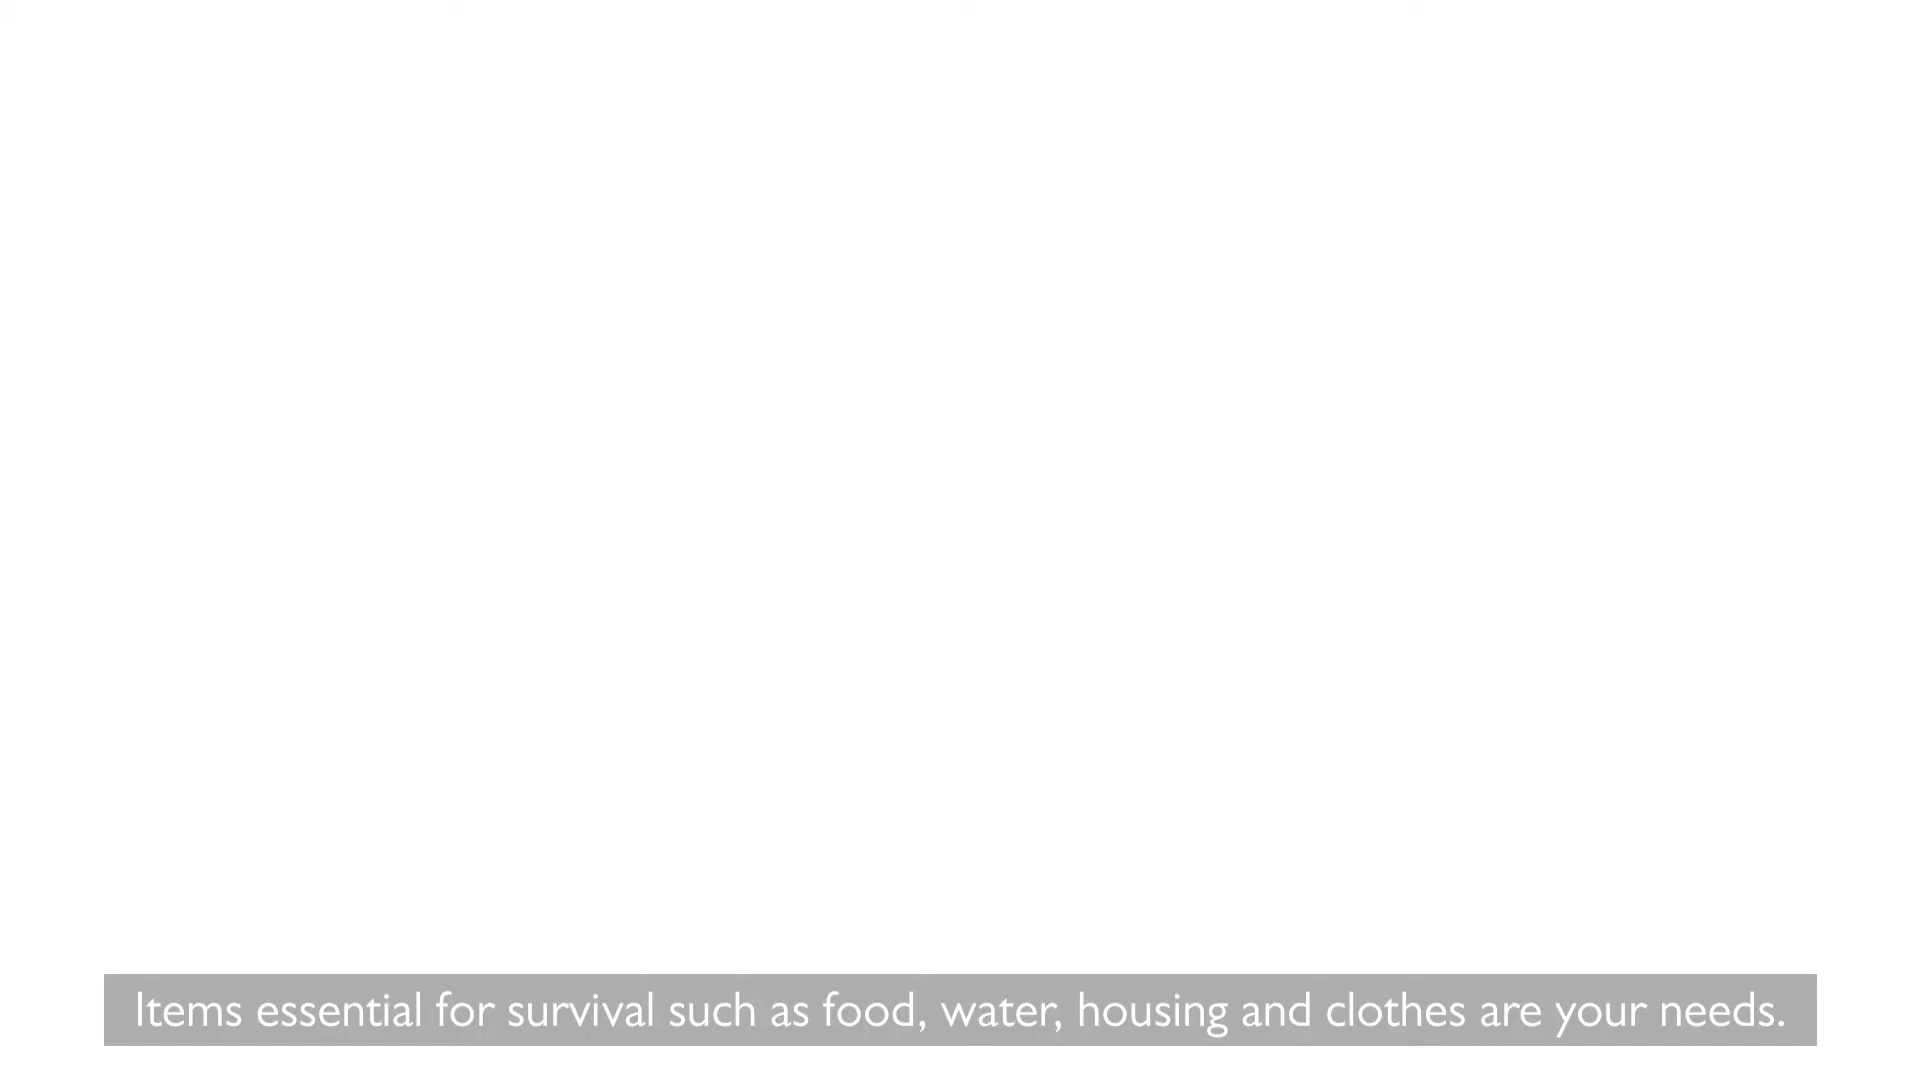 Items essential for survival such as food, water, housing and clothes are your needs.